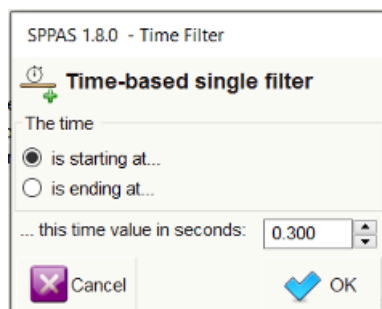 SPPAS 1.8.0 - Time Filter
Time-based single filter
The time
is starting at...
is ending at...
... this time value in seconds: 0.300
Cancel OK